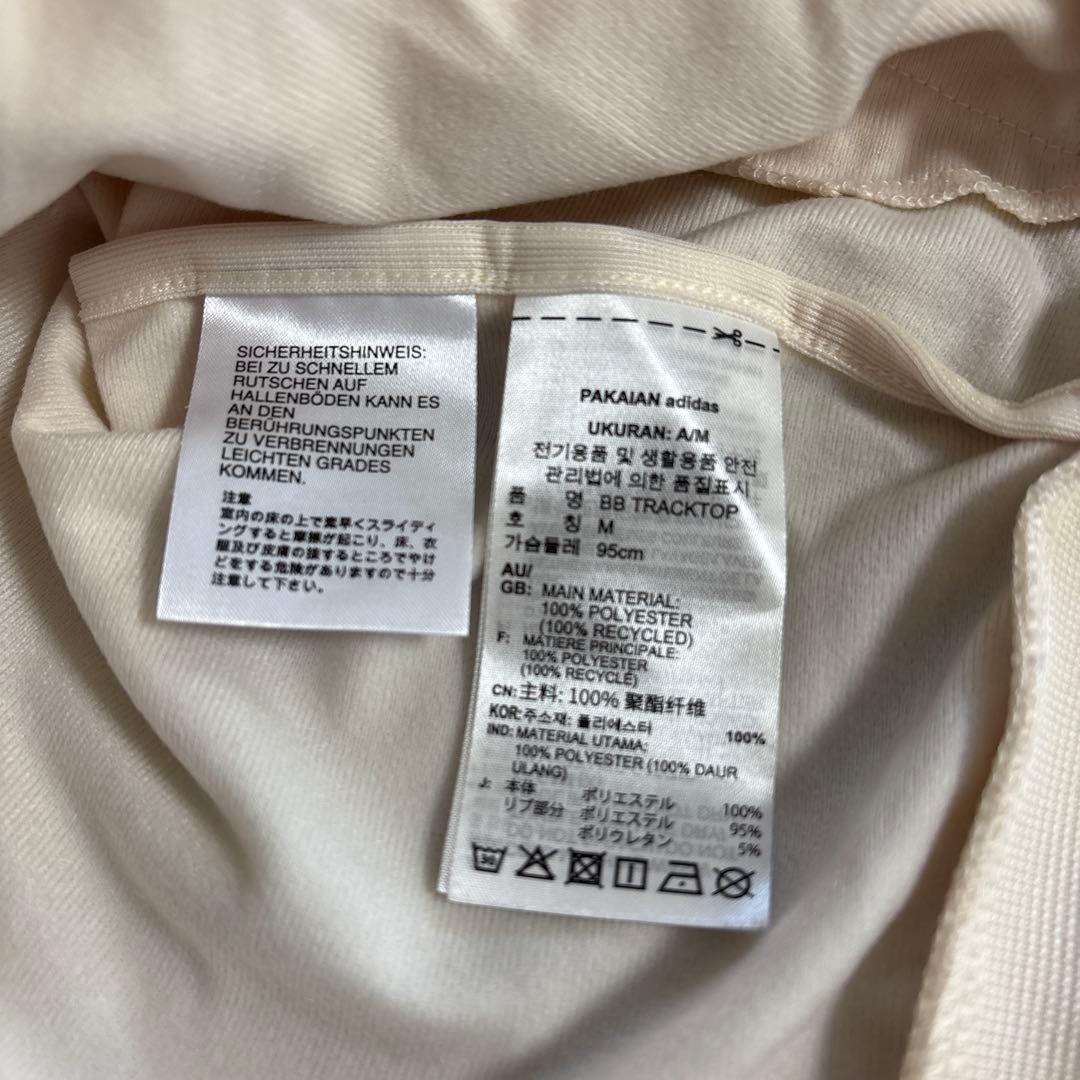 SICHERHEITSHINWEIS:
BEI ZU SCHNELLEM
RUTSCHEN AUF
HALLENBÖDEN KANN ES
AN DEN
BERÜHRUNGSPUNKTEN
ZU VERBRENNUNGEN
LEICHTEN GRADES
KOMMEN.
注意
室内の床の上で素早くスライディ
ングすると摩擦が起こり、床、衣
服及び皮膚の接するところでやけ
どをする危険がありますので十分
注意して下さい。
PAKAIAN adidas
UKURAN: A/M
전기용품 및 생활용품 안전
관리법에 의한 품질표시
품 명 BB TRACKTOP
호 칭 M
가슴둘레 95cm
AU/
GB: MAIN MATERIAL:
100% POLYESTER
(100% RECYCLED)
F: MATIERE PRINCIPALE:
100% POLYESTER
(100% RECYCLÉ)
CN: 主料: 100% 聚酯纤维
KOR: 주소재: 폴리에스터 100%
IND: MATERIAL UTAMA:
100% POLYESTER (100% DAUR
ULANG)
J: 本体 ポリエステル 100%
リブ部分 ポリエステル 95%
ポリウレタン 5%
30